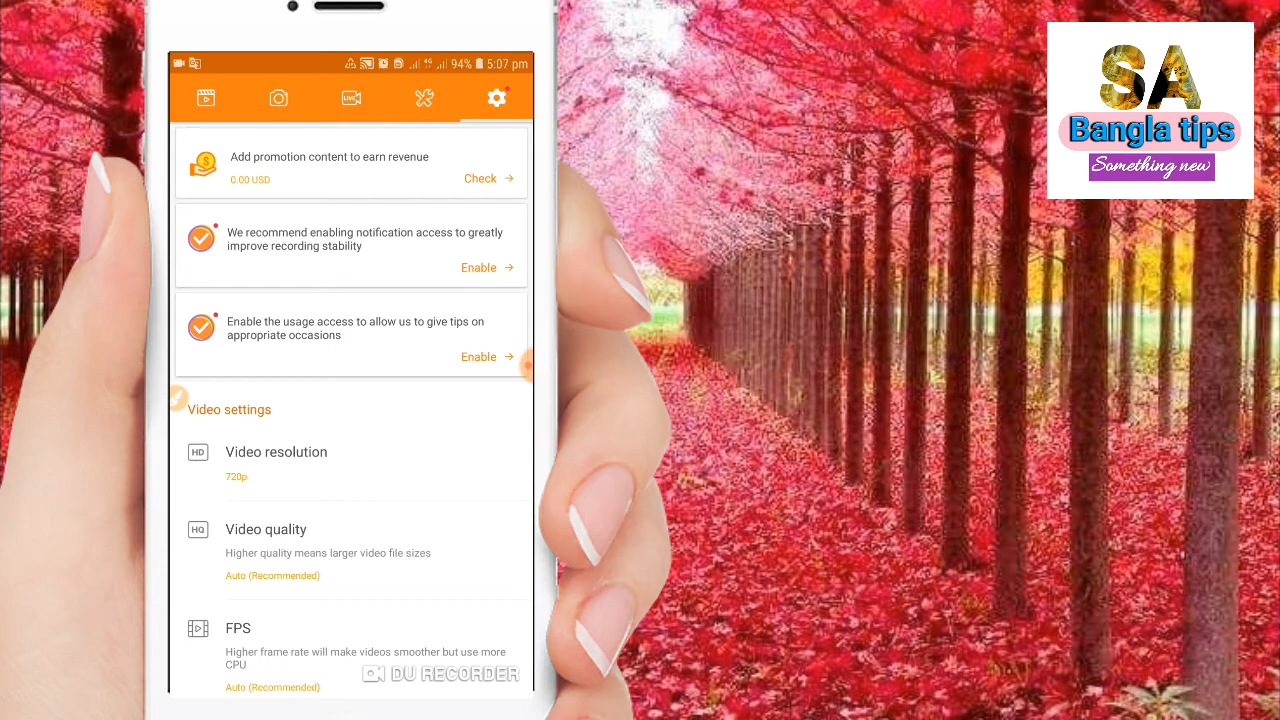 94% 5:07 pm
LIVE
Add promotion content to earn revenue
0.00 USD
Check
We recommend enabling notification access to greatly
improve recording stability
Enable
Enable the usage access to allow us to give tips on
appropriate occasions
Enable
Video settings
HD
Video resolution
720p
HQ
Video quality
Higher quality means larger video file sizes
Auto (Recommended)
FPS
Higher frame rate will make videos smoother but use more
CPU
Auto (Recommended)
DU RECORDER
SA
Bangla tips
Something new